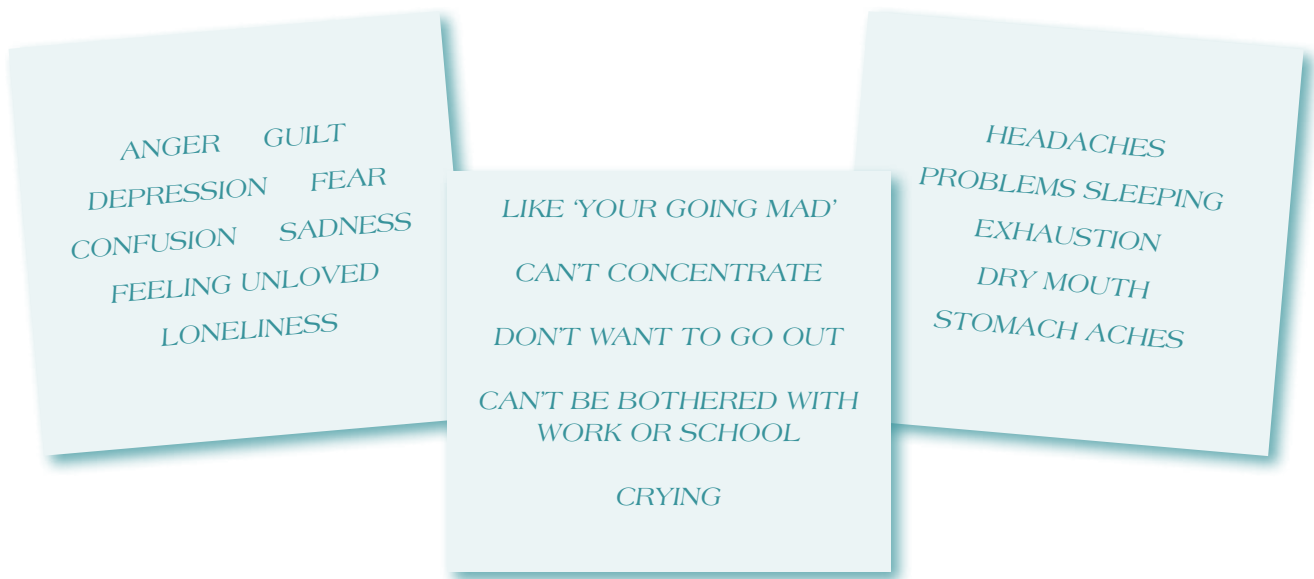 ANGER GUILT
DEPRESSION FEAR
CONFUSION SADNESS
FEELING UNLOVED
LONELINESS
LIKE ‘YOUR GOING MAD’
CAN’T CONCENTRATE
DON’T WANT TO GO OUT
CAN’T BE BOTHERED WITH
WORK OR SCHOOL
CRYING
HEADACHES
PROBLEMS SLEEPING
EXHAUSTION
DRY MOUTH
STOMACH ACHES